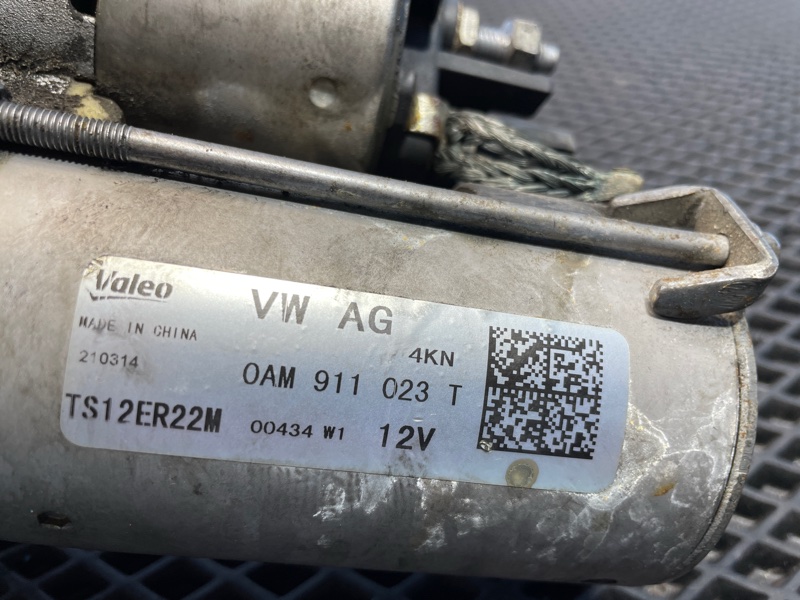 Valeo
VW AG
MADE IN CHINA
4KN
210314
0AM 911 023 T
TS12ER22M
00434 W1 12V